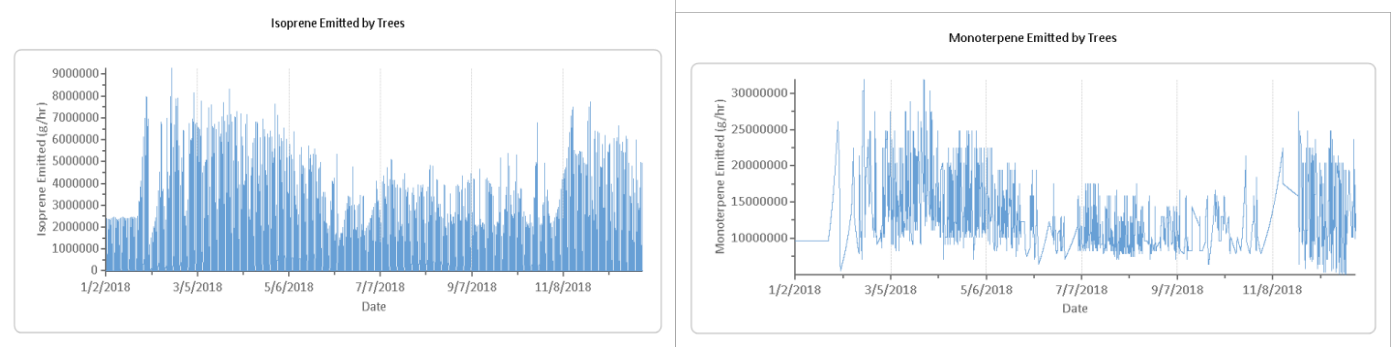 Isoprene Emitted by Trees
Isoprene Emitted (g/hr)
9000000
8000000
7000000
6000000
5000000
4000000
3000000
2000000
1000000
0
1/2/2018 3/5/2018 5/6/2018 7/7/2018 9/7/2018 11/8/2018
Date
Monoterpene Emitted by Trees
Monoterpene Emitted (g/hr)
30000000
25000000
20000000
15000000
10000000
1/2/2018 3/5/2018 5/6/2018 7/7/2018 9/7/2018 11/8/2018
Date